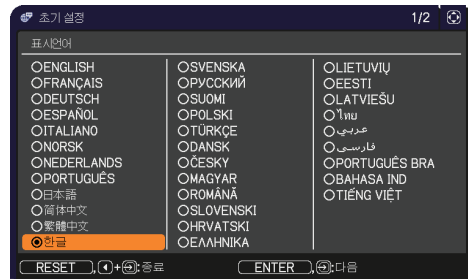 초기 설정 1/2
표시언어
ENGLISH
FRANÇAIS
DEUTSCH
ESPAÑOL
ITALIANO
NORSK
NEDERLANDS
PORTUGUÊS
日本語
简体中文
繁體中文
한글
SVENSKA
РУССКИЙ
SUOMI
POLSKI
TÜRKÇE
DANSK
ČESKY
MAGYAR
ROMÂNĂ
SLOVENSKI
HRVATSKI
ΕΛΛΗΝΙΚΑ
LIETUVIŲ
EESTI
LATVIEŠU
ไทย
عربي
فارسی
PORTUGUÊS BRA
BAHASA IND
TIẾNG VIỆT
RESET ,+:종료 ENTER ,:다음